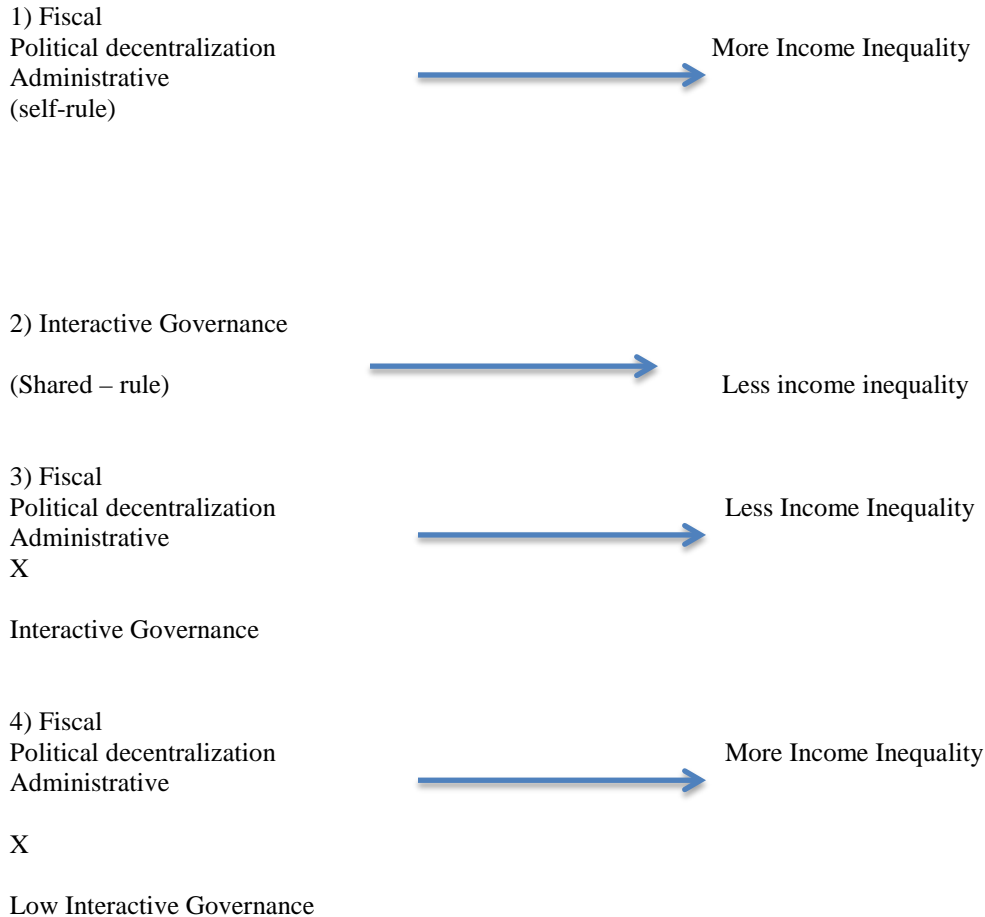 1) Fiscal
Political decentralization More Income Inequality
Administrative
(self-rule)
2) Interactive Governance
(Shared – rule) Less income inequality
3) Fiscal
Political decentralization Less Income Inequality
Administrative
X
Interactive Governance
4) Fiscal
Political decentralization More Income Inequality
Administrative
X
Low Interactive Governance